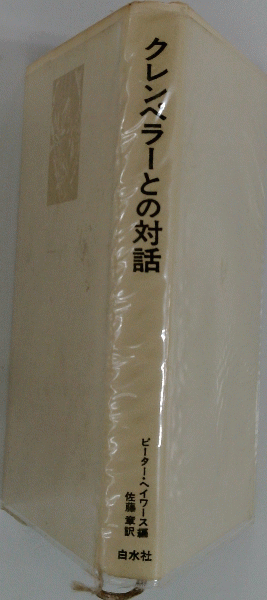 クレンペラーとの対話
ピーター・ヘイワース編
佐藤 章訳
白水社